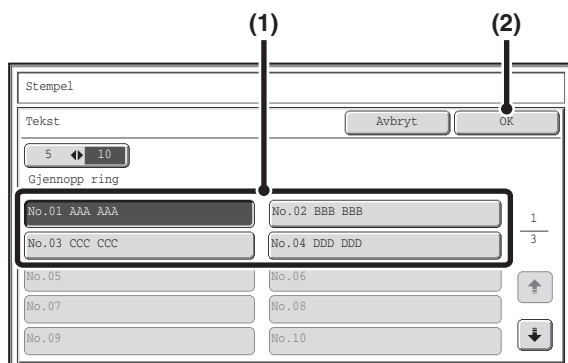 (1) (2)
Stempel
Tekst Avbryt OK
5 10
Gjennopp ring
No.01 AAA AAA No.02 BBB BBB
1
No.03 CCC CCC No.04 DDD DDD
3
No.05 No.06
No.07 No.08
No.09 No.10